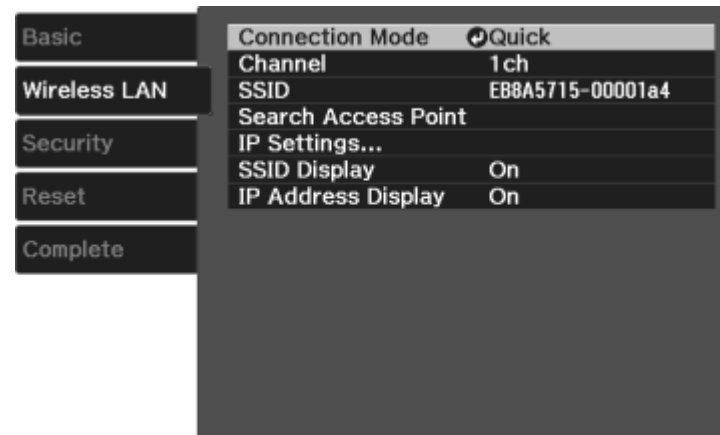 Basic
Wireless LAN
Security
Reset
Complete
Connection Mode Quick
Channel 1ch
SSID EB8A5715-00001a4
Search Access Point
IP Settings...
SSID Display On
IP Address Display On